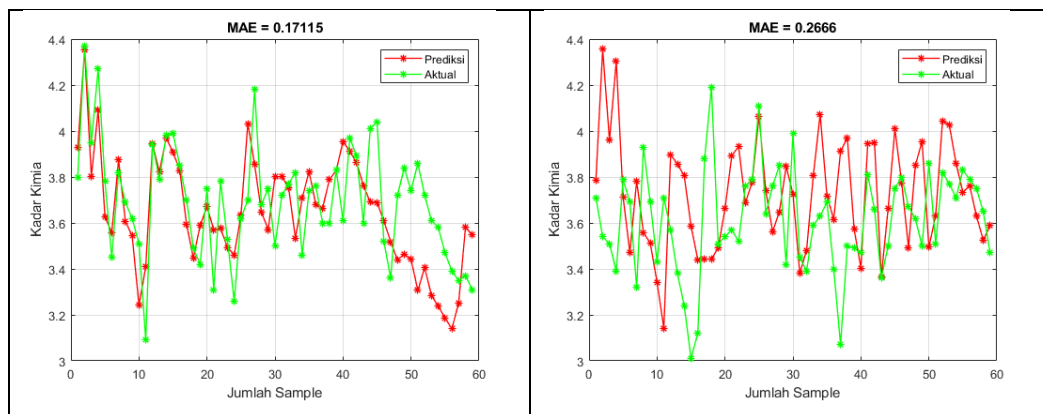 MAE = 0.17115
4.4
4.2
4
3.8
3.6
3.4
3.2
3
Kadar Kimia
Prediksi
Aktual
0 10 20 30 40 50 60
Jumlah Sample
MAE = 0.2666
4.4
4.2
4
3.8
3.6
3.4
3.2
3
Kadar Kimia
Prediksi
Aktual
0 10 20 30 40 50 60
Jumlah Sample